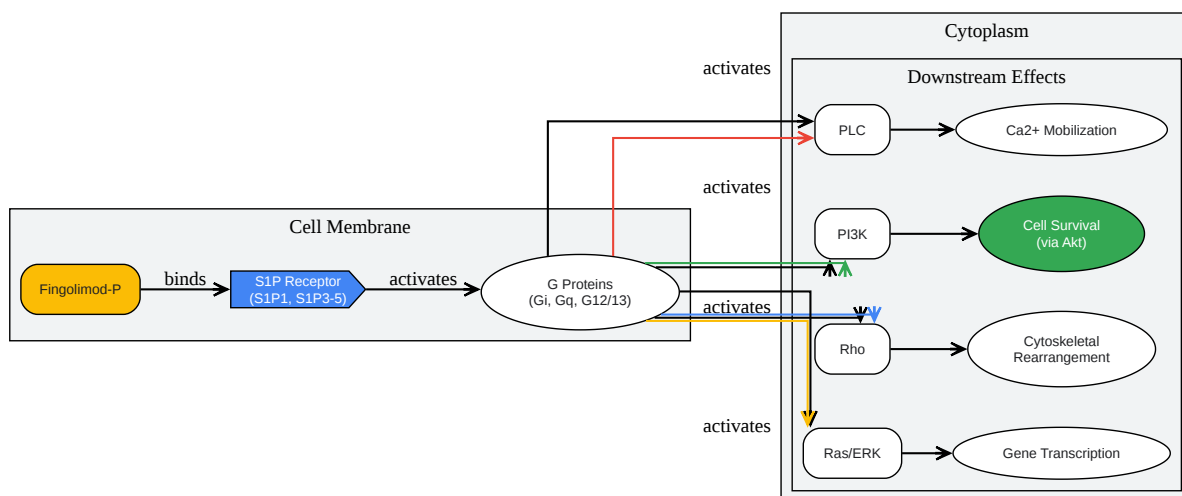 Cytoplasm
activates
Downstream Effects
PLC
Ca2+ Mobilization
activates
Cell Membrane
PI3K
Cell Survival
(via Akt)
Fingolimod-P
binds
S1P Receptor
(S1P1, S1P3-5)
activates
G Proteins
(Gi, Gq, G12/13)
activates
Rho
Cytoskeletal
Rearrangement
activates
Ras/ERK
Gene Transcription